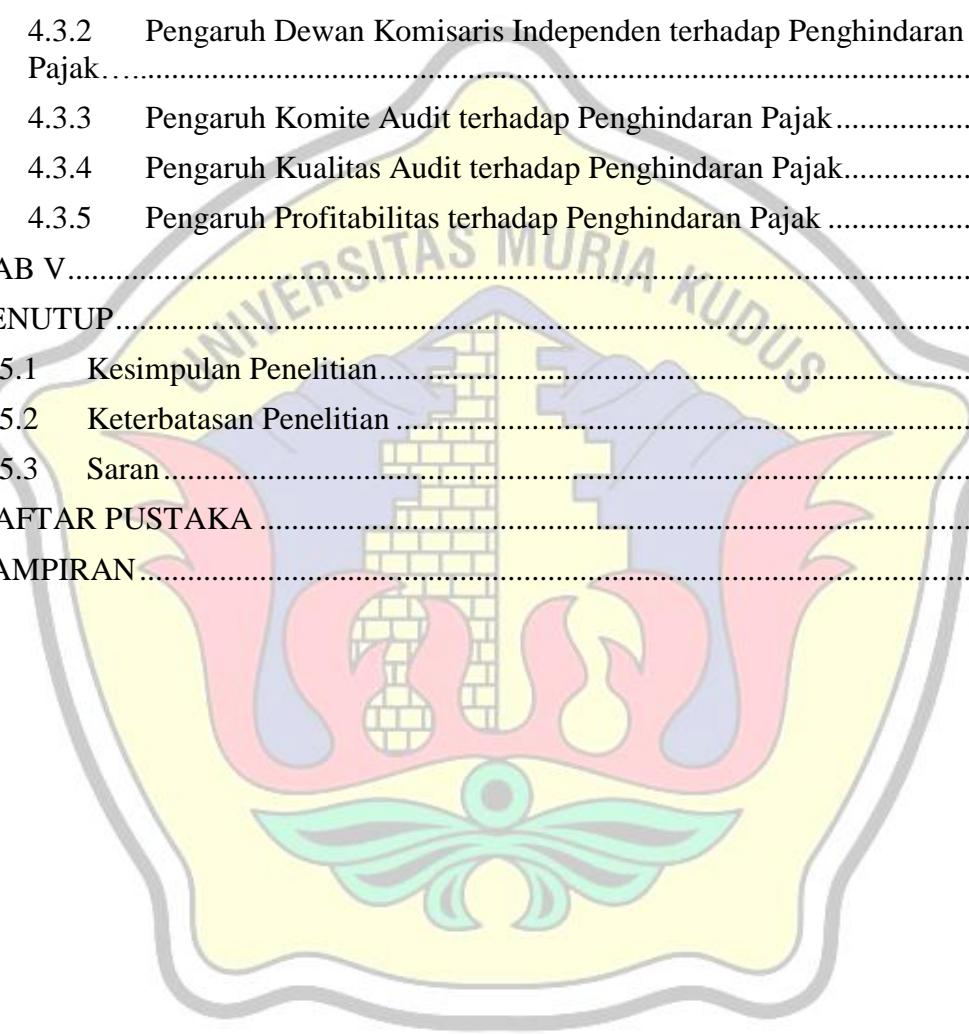 4.3.2 Pengaruh Dewan Komisaris Independen terhadap Penghindaran
Pajak…..............................................................................................................
4.3.3 Pengaruh Komite Audit terhadap Penghindaran Pajak....................
4.3.4 Pengaruh Kualitas Audit terhadap Penghindaran Pajak..................
4.3.5 Pengaruh Profitabilitas terhadap Penghindaran Pajak ....................
AB V..............................................................................................................
ENUTUP........................................................................................................
5.1 Kesimpulan Penelitian..........................................................................
5.2 Keterbatasan Penelitian ........................................................................
5.3 Saran......................................................................................................
AFTAR PUSTAKA ........................................................................................
AMPIRAN......................................................................................................
UNIVERSITAS MURIA KUDUS